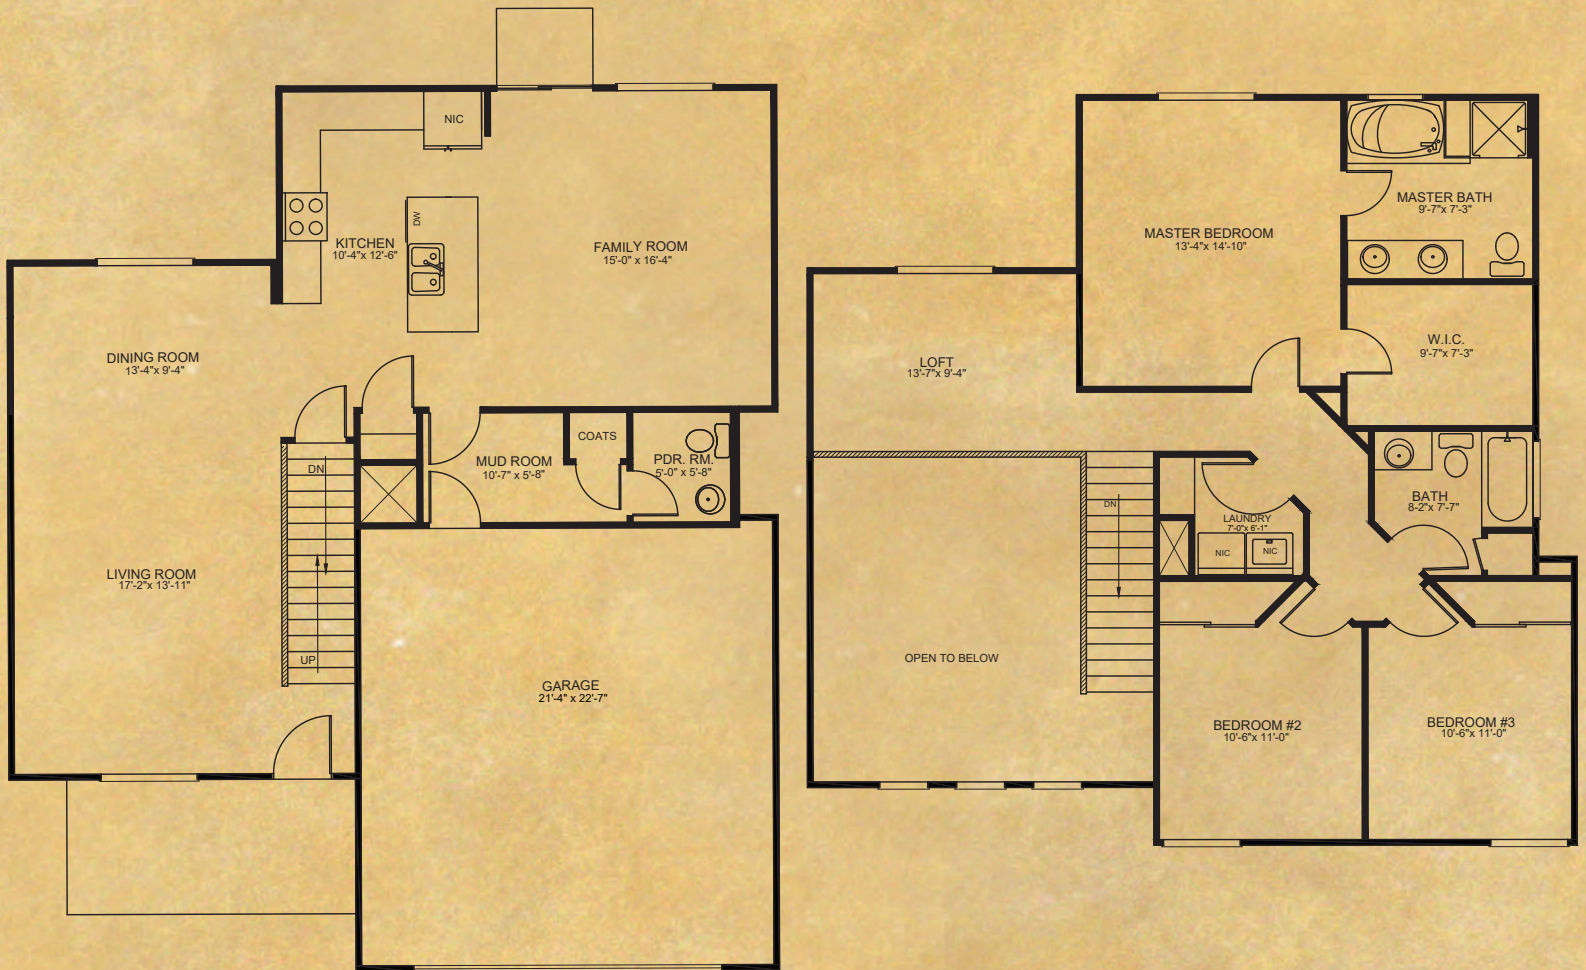 NIC
DW
KITCHEN
10'-4"x 12'-6"
FAMILY ROOM
15'-0" x 16'-4"
DINING ROOM
13'-4"x 9'-4"
COATS
MUD ROOM
10'-7" x 5'-8"
PDR. RM.
5'-0" x 5'-8"
DN
LIVING ROOM
17'-2"x 13'-11"
UP
GARAGE
21'-4" x 22'-7"
MASTER BATH
9'-7"x 7'-3"
MASTER BEDROOM
13'-4"x 14'-10"
W.I.C.
9'-7"x 7'-3"
LOFT
13'-7"x 9'-4"
BATH
8'-2"x 7'-7"
DN
LAUNDRY
7'-0"x 6'-1"
NIC
NIC
OPEN TO BELOW
BEDROOM #2
10'-6"x 11'-0"
BEDROOM #3
10'-6"x 11'-0"